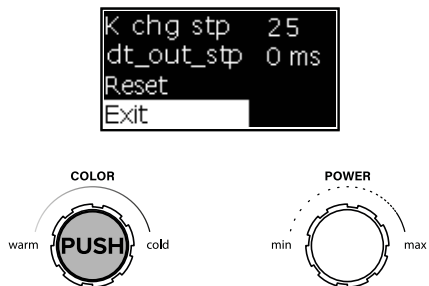 K chg stp 25
dt_out_stp 0 ms
Reset
Exit
COLOR
POWER
warm PUSH cold
min max